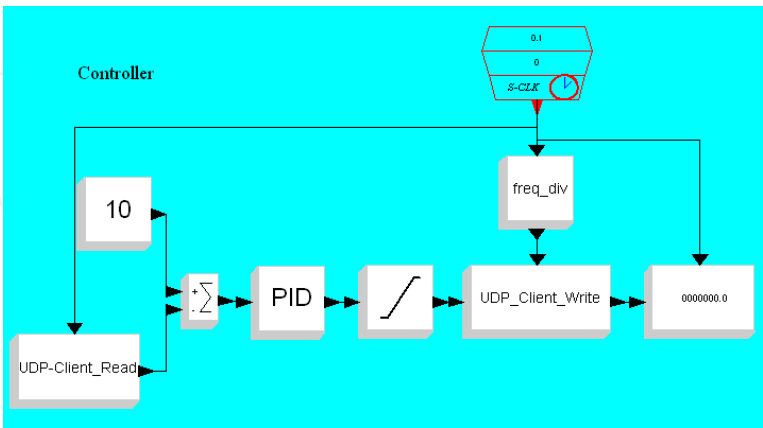 0.1
0
Controller
S-CLK
freq_div
10
+
-
Σ
PID
UDP_Client_Write
0000000.0
UDP-Client_Read